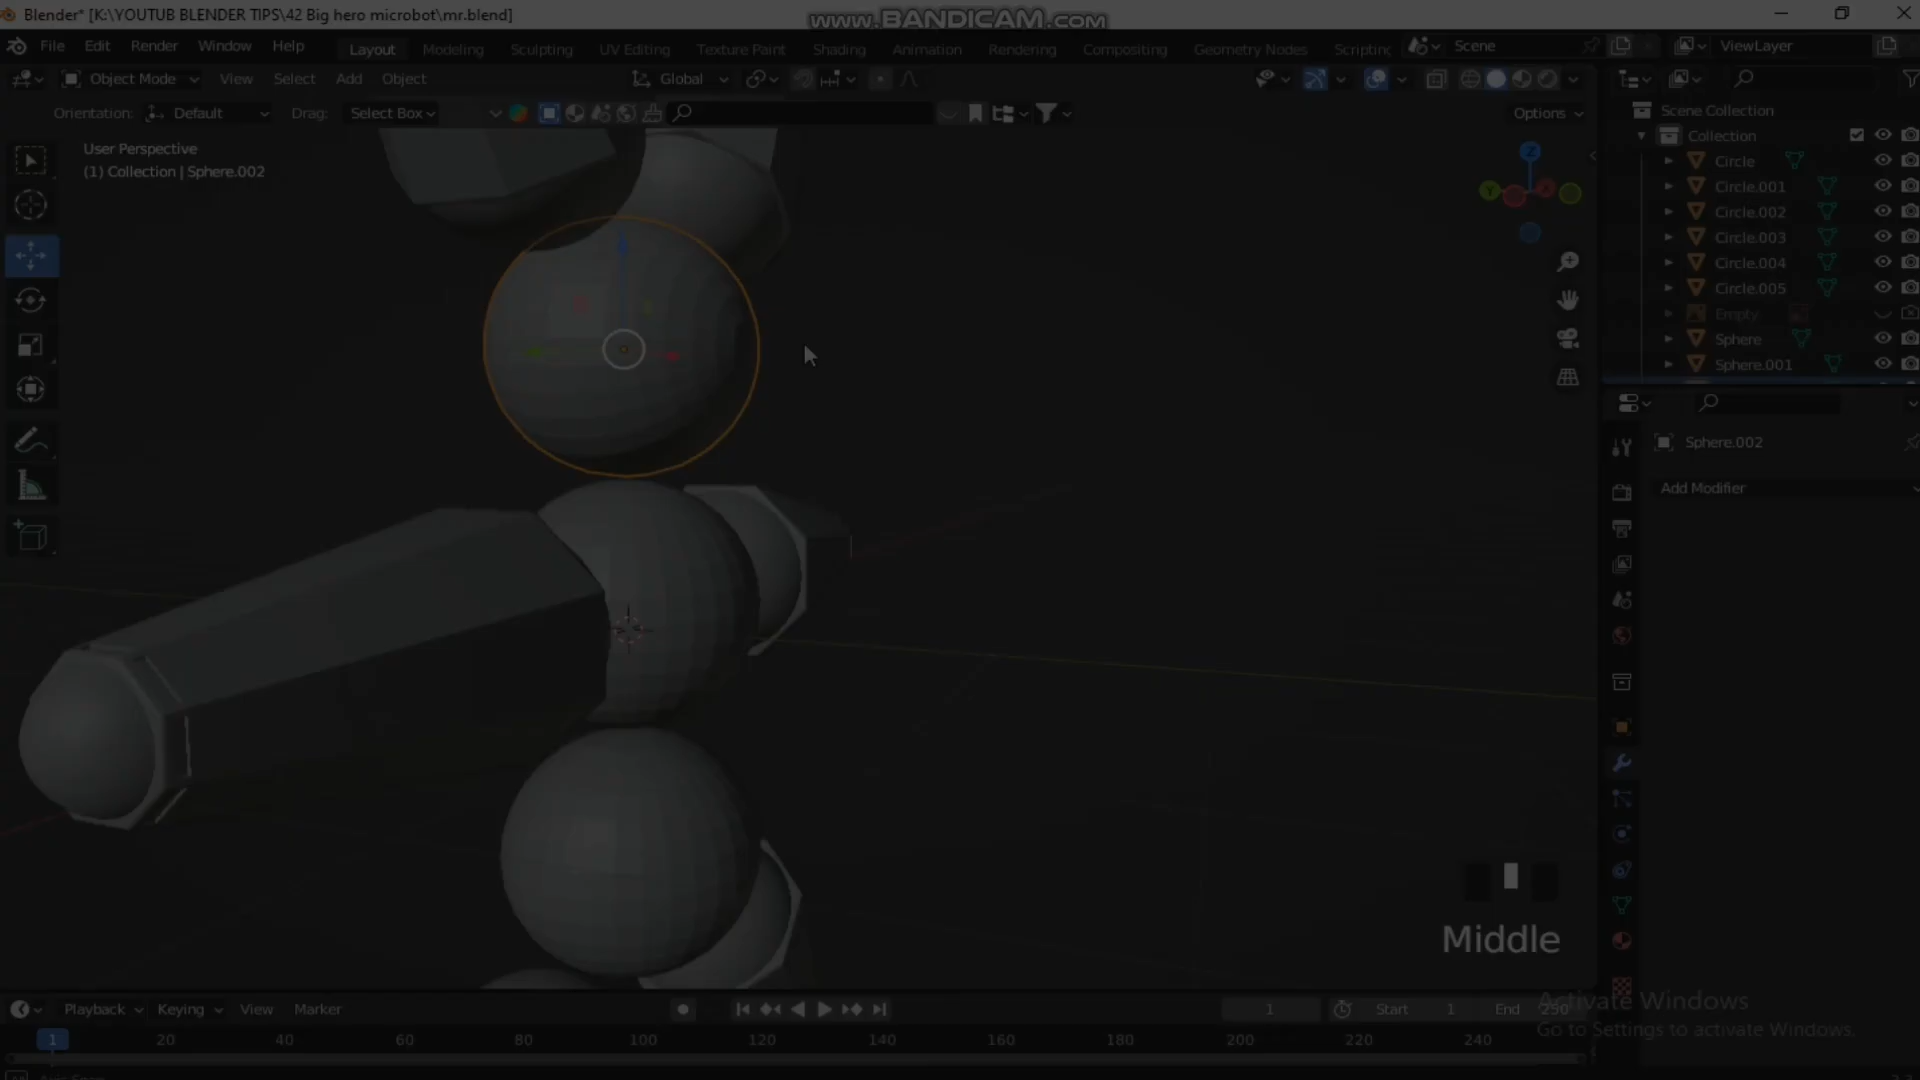 Blender* [K:\YOUTUB BLENDER TIPS\42 Big hero microbot\mr.blend]
www.BANDICAM.com
File Edit Render Window Help
Layout Modeling Sculpting UV Editing Texture Paint Shading Animation Rendering Compositing Geometry Nodes Scripting
Scene
ViewLayer
Object Mode View Select Add Object
Global
Orientation: Default Drag: Select Box
Options
User Perspective
(1) Collection | Sphere.002
Scene Collection
Collection
Circle
Circle.001
Circle.002
Circle.003
Circle.004
Circle.005
Empty
Sphere
Sphere.001
Sphere.002
Add Modifier
Z
Y
Middle
Activate Windows
Go to Settings to activate Windows.
Playback Keying View Marker
1
Start 1
End 250
1 20 40 60 80 100 120 140 160 180 200 220 240